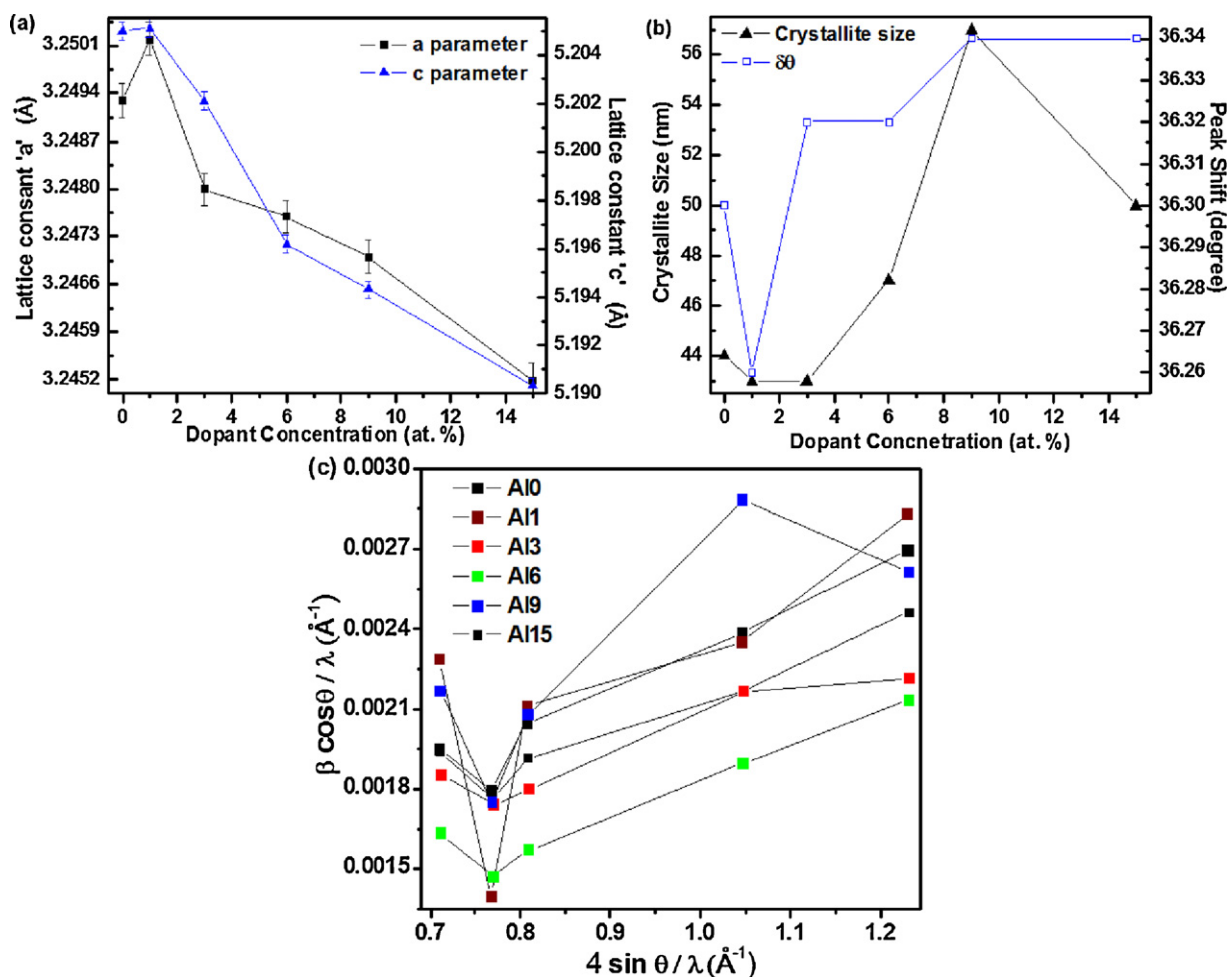 (a)
a parameter
c parameter
3.2501
3.2494
3.2487
3.2480
3.2473
3.2466
3.2459
3.2452
Lattice consant 'a' (Å)
5.204
5.202
5.200
5.198
5.196
5.194
5.192
5.190
Lattice constant 'c' (Å)
0 2 4 6 8 10 12 14
Dopant Concentration (at. %)
(b)
Crystallite size
δθ
56
54
52
50
48
46
44
Crystallite Size (nm)
36.34
36.33
36.32
36.31
36.30
36.29
36.28
36.27
36.26
Peak Shift (degree)
0 2 4 6 8 10 12 14
Dopant Concnetration (at. %)
(c)
Al0
Al1
Al3
Al6
Al9
Al15
0.0030
0.0027
0.0024
0.0021
0.0018
0.0015
β cosθ / λ (Å⁻¹)
0.7 0.8 0.9 1.0 1.1 1.2
4 sin θ / λ (Å⁻¹)